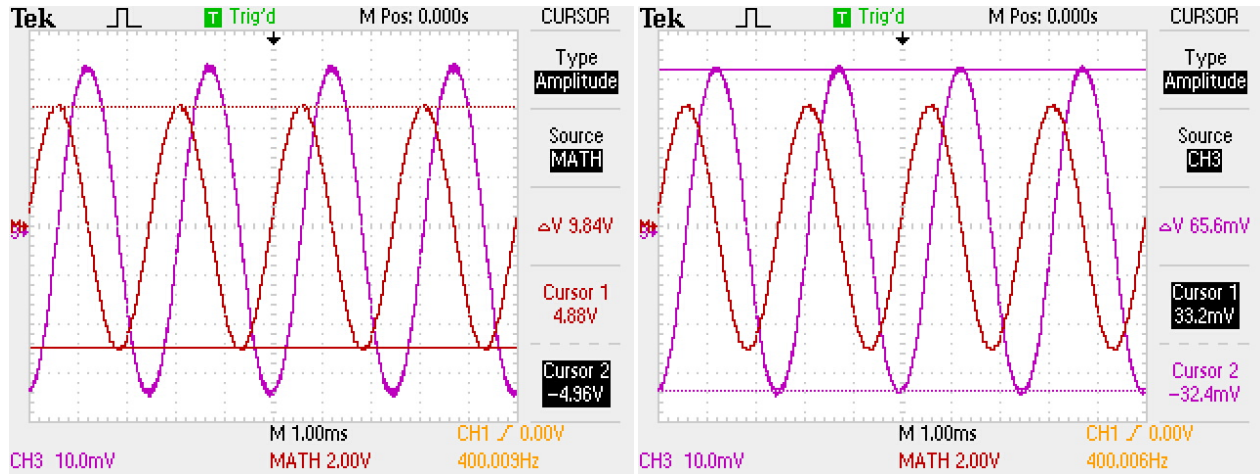 Tek T Trig'd M Pos: 0.000s CURSOR
Type
Amplitude
Source
MATH
△V 9.84V
Cursor 1
4.88V
Cursor 2
−4.96V
M 1.00ms CH1 0.00V
CH3 10.0mV MATH 2.00V 400.009Hz
Tek T Trig'd M Pos: 0.000s CURSOR
Type
Amplitude
Source
CH3
△V 65.6mV
Cursor 1
33.2mV
Cursor 2
−32.4mV
M 1.00ms CH1 0.00V
CH3 10.0mV MATH 2.00V 400.006Hz